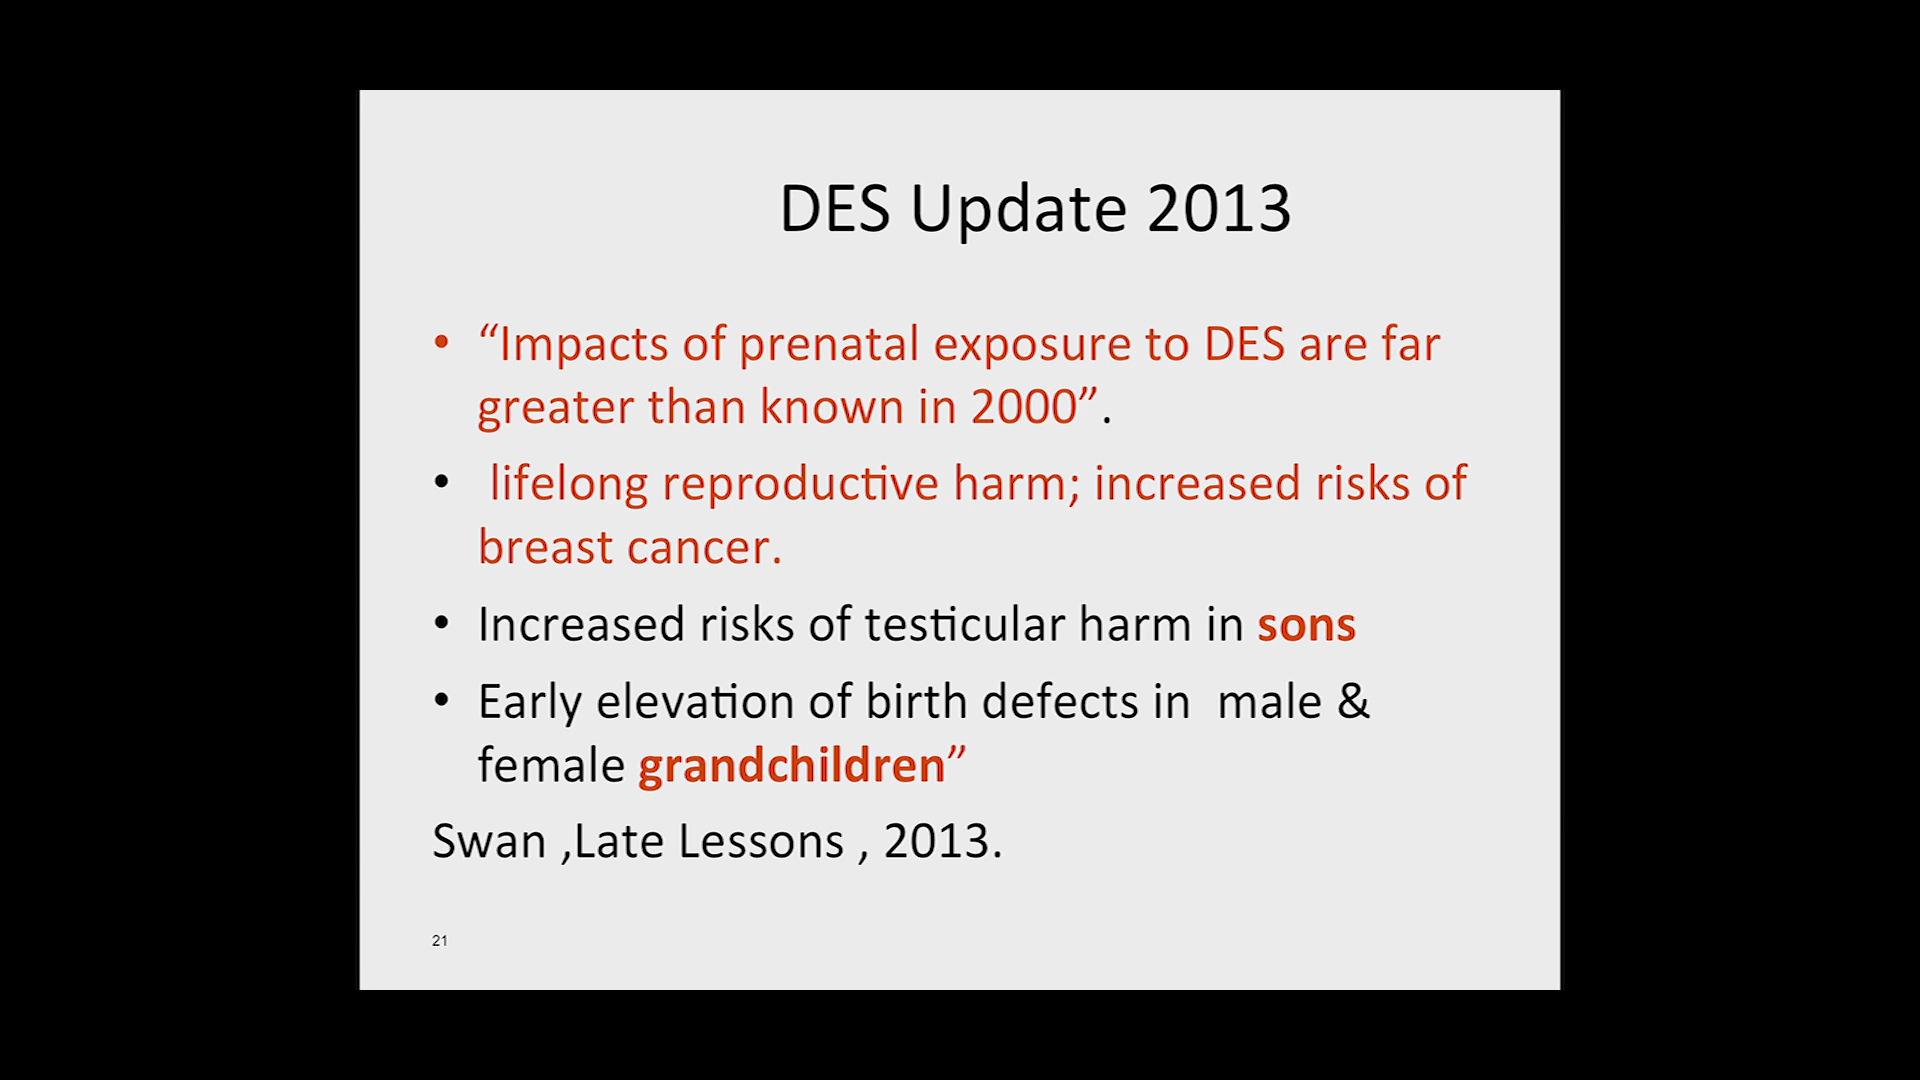 DES Update 2013
• “Impacts of prenatal exposure to DES are far
greater than known in 2000”.
• lifelong reproductive harm; increased risks of
breast cancer.
• Increased risks of testicular harm in sons
• Early elevation of birth defects in  male &
female grandchildren”
Swan ,Late Lessons , 2013.
21